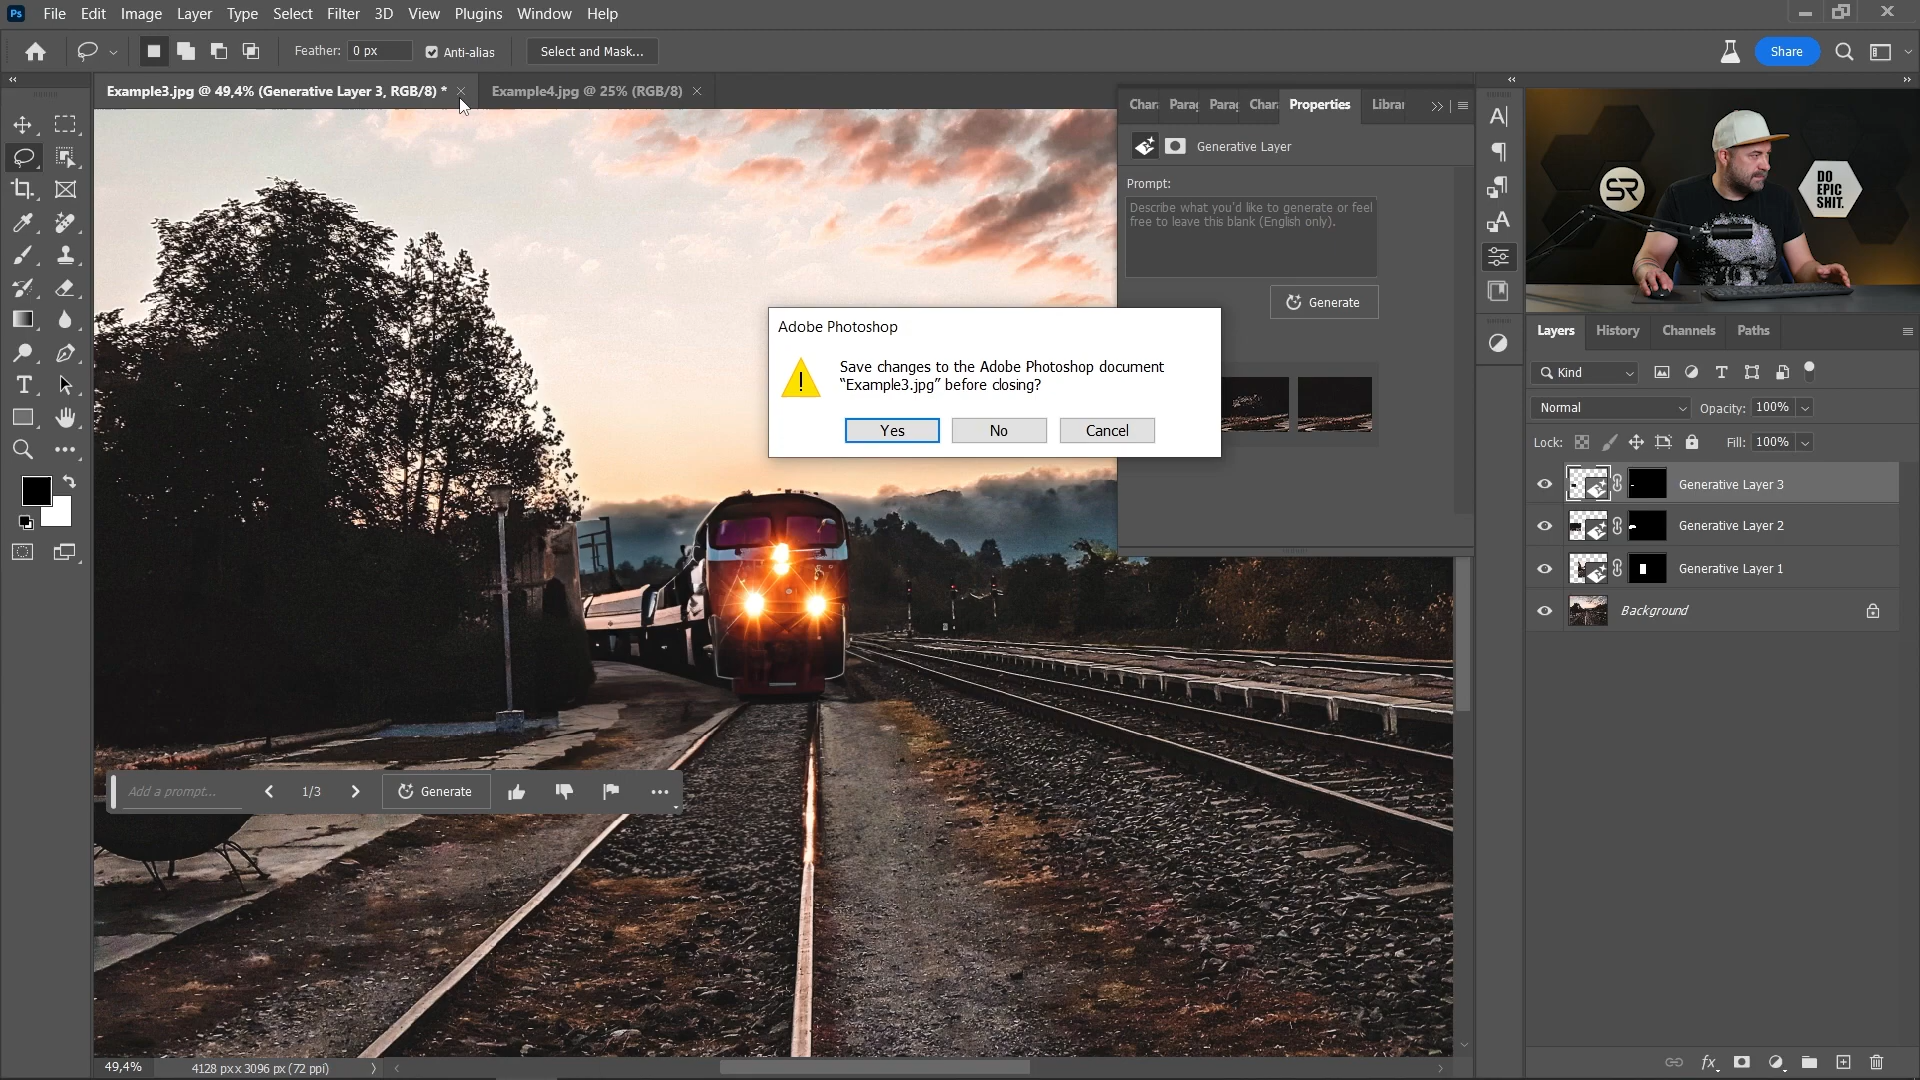 Ps File Edit Image Layer Type Select Filter 3D View Plugins Window Help
Feather: 0 px Anti-alias Select and Mask... Share
Example3.jpg @ 49,4% (Generative Layer 3, RGB/8) * Example4.jpg @ 25% (RGB/8)
Chara Parag Parag Chara Properties Librar
Generative Layer
Prompt:
Describe what you'd like to generate or feel
free to leave this blank (English only).
Generate
Adobe Photoshop
Save changes to the Adobe Photoshop document
“Example3.jpg” before closing?
Yes No Cancel
SR
DO
EPIC
SHIT.
Layers History Channels Paths
Kind
Normal Opacity: 100%
Lock: Fill: 100%
Generative Layer 3
Generative Layer 2
Generative Layer 1
Background
Add a prompt... 1/3 Generate
49,4% 4128 px x 3096 px (72 ppi)